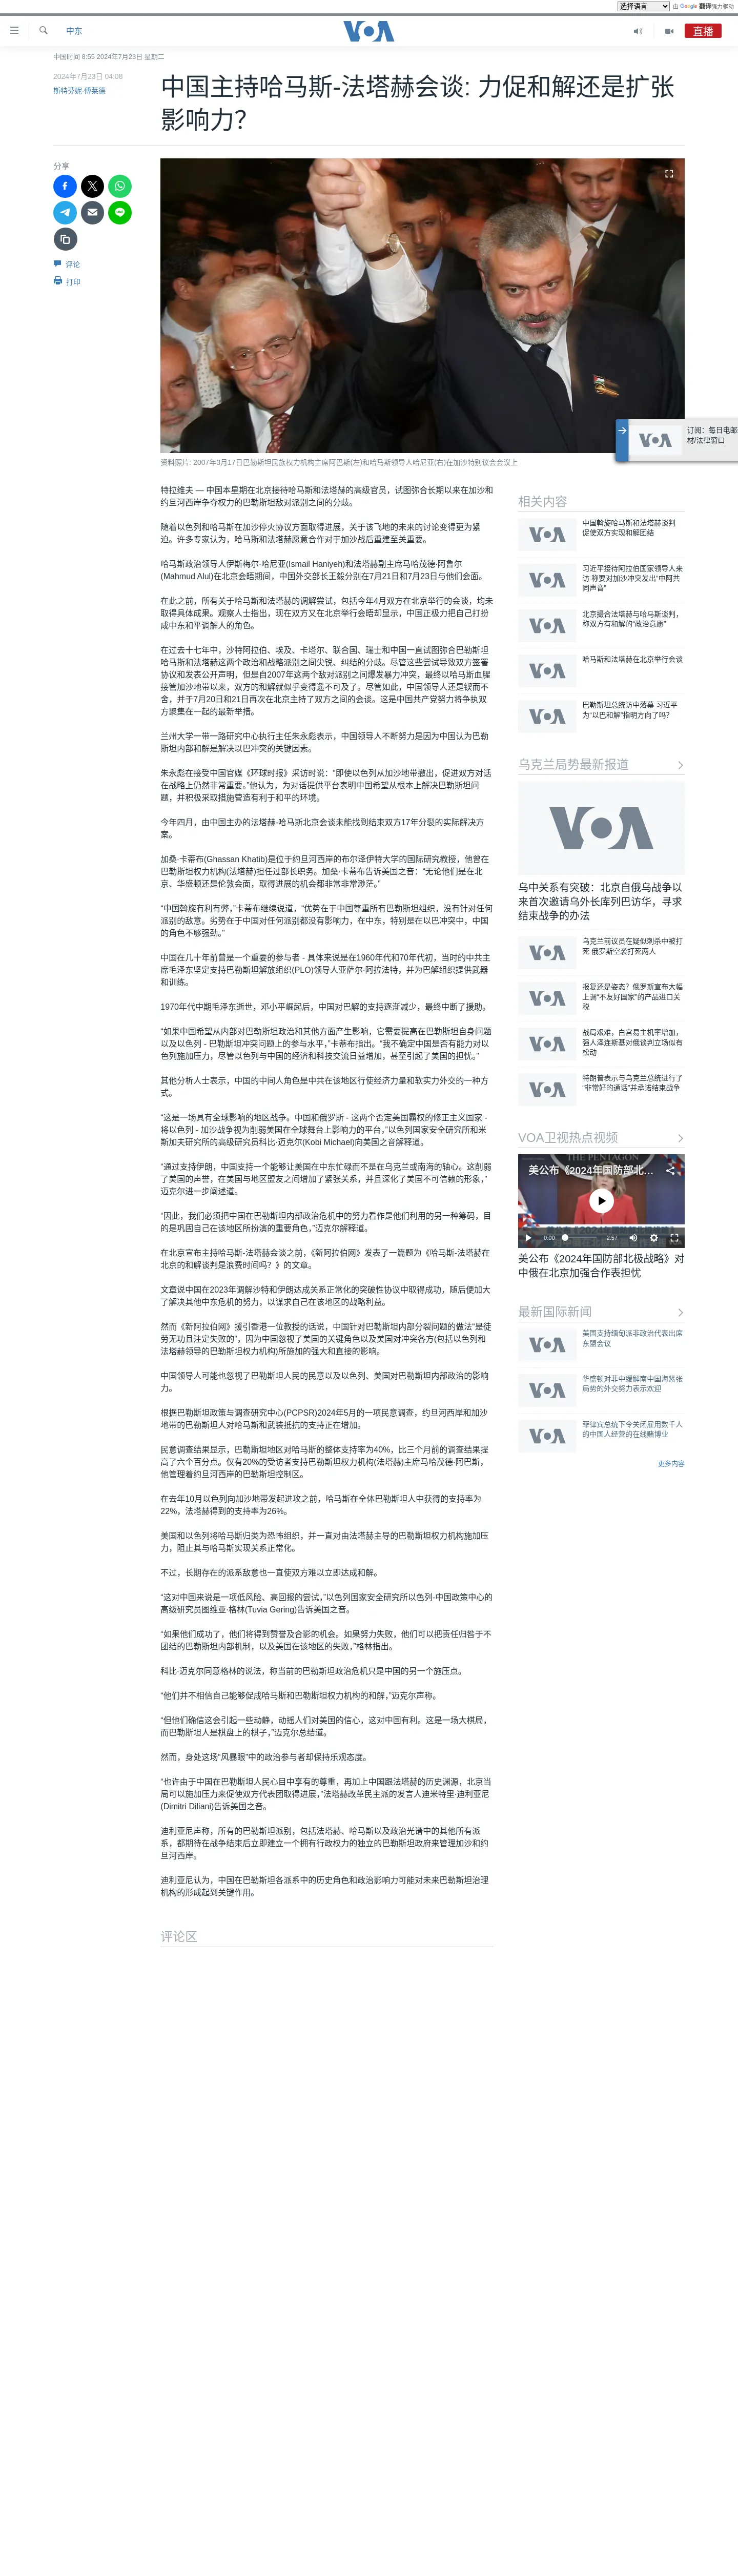 选择语言 由 Google 翻译强力驱动
中东
VOA
直播
中国时间 8:55 2024年7月23日 星期二
2024年7月23日 04:08
斯特芬妮·傅莱德
中国主持哈马斯-法塔赫会谈: 力促和解还是扩张
影响力？
分享
评论
打印
资料照片: 2007年3月17日巴勒斯坦民族权力机构主席阿巴斯(左)和哈马斯领导人哈尼亚(右)在加沙特别议会会议上
订阅：每日电邮
材/法律窗口
特拉维夫 — 中国本星期在北京接待哈马斯和法塔赫的高级官员，试图弥合长期以来在加沙和
约旦河西岸争夺权力的巴勒斯坦敌对派别之间的分歧。
随着以色列和哈马斯在加沙停火协议方面取得进展，关于该飞地的未来的讨论变得更为紧
迫。许多专家认为，哈马斯和法塔赫愿意合作对于加沙战后重建至关重要。
哈马斯政治领导人伊斯梅尔·哈尼亚(Ismail Haniyeh)和法塔赫副主席马哈茂德·阿鲁尔
(Mahmud Alul)在北京会晤期间，中国外交部长王毅分别在7月21日和7月23日与他们会面。
在此之前，所有关于哈马斯和法塔赫的调解尝试，包括今年4月双方在北京举行的会谈，均未
取得具体成果。观察人士指出，现在双方又在北京举行会晤却显示，中国正极力把自己打扮
成中东和平调解人的角色。
在过去十七年中，沙特阿拉伯、埃及、卡塔尔、联合国、瑞士和中国一直试图弥合巴勒斯坦
哈马斯和法塔赫这两个政治和战略派别之间尖锐、纠结的分歧。尽管这些尝试导致双方签署
协议和发表公开声明，但是自2007年这两个敌对派别之间爆发暴力冲突，最终以哈马斯血腥
接管加沙地带以来，双方的和解就似乎变得遥不可及了。尽管如此，中国领导人还是锲而不
舍，并于7月20日和21日再次在北京主持了双方之间的会谈。这是中国共产党努力将争执双
方聚集在一起的最新举措。
兰州大学一带一路研究中心执行主任朱永彪表示，中国领导人不断努力是因为中国认为巴勒
斯坦内部和解是解决以巴冲突的关键因素。
朱永彪在接受中国官媒《环球时报》采访时说：“即使以色列从加沙地带撤出，促进双方对话
在战略上仍然非常重要。”他认为，为对话提供平台表明中国希望从根本上解决巴勒斯坦问
题，并积极采取措施营造有利于和平的环境。
今年四月，由中国主办的法塔赫-哈马斯北京会谈未能找到结束双方17年分裂的实际解决方
案。
加桑·卡蒂布(Ghassan Khatib)是位于约旦河西岸的布尔泽伊特大学的国际研究教授，他曾在
巴勒斯坦权力机构(法塔赫)担任过部长职务。加桑·卡蒂布告诉美国之音：“无论他们是在北
京、华盛顿还是伦敦会面，取得进展的机会都非常非常渺茫。”
“中国斡旋有利有弊，”卡蒂布继续说道，“优势在于中国尊重所有巴勒斯坦组织，没有针对任何
派别的敌意。劣势在于中国对任何派别都没有影响力，在中东，特别是在以巴冲突中，中国
的角色不够强劲。”
中国在几十年前曾是一个重要的参与者 - 具体来说是在1960年代和70年代初，当时的中共主
席毛泽东坚定支持巴勒斯坦解放组织(PLO)领导人亚萨尔·阿拉法特，并为巴解组织提供武器
和训练。
1970年代中期毛泽东逝世，邓小平崛起后，中国对巴解的支持逐渐减少，最终中断了援助。
“如果中国希望从内部对巴勒斯坦政治和其他方面产生影响，它需要提高在巴勒斯坦自身问题
以及以色列 - 巴勒斯坦冲突问题上的参与水平，”卡蒂布指出。“我不确定中国是否有能力对以
色列施加压力，尽管以色列与中国的经济和科技交流日益增加，甚至引起了美国的担忧。”
其他分析人士表示，中国的中间人角色是中共在该地区行使经济力量和软实力外交的一种方
式。
“这是一场具有全球影响的地区战争。中国和俄罗斯 - 这两个否定美国霸权的修正主义国家 -
将以色列 - 加沙战争视为削弱美国在全球舞台上影响力的平台，”以色列国家安全研究所和米
斯加夫研究所的高级研究员科比·迈克尔(Kobi Michael)向美国之音解释道。
“通过支持伊朗，中国支持一个能够让美国在中东忙碌而不是在乌克兰或南海的轴心。这削弱
了美国的声誉，在美国与地区盟友之间增加了紧张关系，并且深化了美国不可信赖的形象，”
迈克尔进一步阐述道。
“因此，我们必须把中国在巴勒斯坦内部政治危机中的努力看作是他们利用的另一种筹码，目
的是巩固自己在该地区所扮演的重要角色，”迈克尔解释道。
在北京宣布主持哈马斯-法塔赫会谈之前，《新阿拉伯网》发表了一篇题为《哈马斯-法塔赫在
北京的和解谈判是浪费时间吗？》的文章。
文章说中国在2023年调解沙特和伊朗达成关系正常化的突破性协议中取得成功，随后便加大
了解决其他中东危机的努力，以谋求自己在该地区的战略利益。
然而《新阿拉伯网》援引香港一位教授的话说，中国针对巴勒斯坦内部分裂问题的做法“是徒
劳无功且注定失败的”，因为中国忽视了美国的关键角色以及美国对冲突各方(包括以色列和
法塔赫领导的巴勒斯坦权力机构)所施加的强大和直接的影响。
中国领导人可能也忽视了巴勒斯坦人民的民意以及以色列、美国对巴勒斯坦内部政治的影响
力。
根据巴勒斯坦政策与调查研究中心(PCPSR)2024年5月的一项民意调查，约旦河西岸和加沙
地带的巴勒斯坦人对哈马斯和武装抵抗的支持正在增加。
民意调查结果显示，巴勒斯坦地区对哈马斯的整体支持率为40%，比三个月前的调查结果提
高了六个百分点。仅有20%的受访者支持巴勒斯坦权力机构(法塔赫)主席马哈茂德·阿巴斯，
他管理着约旦河西岸的巴勒斯坦控制区。
在去年10月以色列向加沙地带发起进攻之前，哈马斯在全体巴勒斯坦人中获得的支持率为
22%，法塔赫得到的支持率为26%。
美国和以色列将哈马斯归类为恐怖组织，并一直对由法塔赫主导的巴勒斯坦权力机构施加压
力，阻止其与哈马斯实现关系正常化。
不过，长期存在的派系敌意也一直使双方难以立即达成和解。
“这对中国来说是一项低风险、高回报的尝试，”以色列国家安全研究所以色列-中国政策中心的
高级研究员图维亚·格林(Tuvia Gering)告诉美国之音。
“如果他们成功了，他们将得到赞誉及合影的机会。如果努力失败，他们可以把责任归咎于不
团结的巴勒斯坦内部机制，以及美国在该地区的失败，”格林指出。
科比·迈克尔同意格林的说法，称当前的巴勒斯坦政治危机只是中国的另一个施压点。
“他们并不相信自己能够促成哈马斯和巴勒斯坦权力机构的和解，”迈克尔声称。
“但他们确信这会引起一些动静，动摇人们对美国的信心，这对中国有利。这是一场大棋局，
而巴勒斯坦人是棋盘上的棋子，”迈克尔总结道。
然而，身处这场“风暴眼”中的政治参与者却保持乐观态度。
“也许由于中国在巴勒斯坦人民心目中享有的尊重，再加上中国跟法塔赫的历史渊源，北京当
局可以施加压力来促使双方代表团取得进展，”法塔赫改革民主派的发言人迪米特里·迪利亚尼
(Dimitri Diliani)告诉美国之音。
迪利亚尼声称，所有的巴勒斯坦派别，包括法塔赫、哈马斯以及政治光谱中的其他所有派
系，都期待在战争结束后立即建立一个拥有行政权力的独立的巴勒斯坦政府来管理加沙和约
旦河西岸。
迪利亚尼认为，中国在巴勒斯坦各派系中的历史角色和政治影响力可能对未来巴勒斯坦治理
机构的形成起到关键作用。
评论区
相关内容
中国斡旋哈马斯和法塔赫谈判
促使双方实现和解团结
习近平接待阿拉伯国家领导人来
访 称要对加沙冲突发出“中阿共
同声音”
北京撮合法塔赫与哈马斯谈判，
称双方有和解的“政治意愿”
哈马斯和法塔赫在北京举行会谈
巴勒斯坦总统访中落幕 习近平
为“以巴和解”指明方向了吗？
乌克兰局势最新报道
乌中关系有突破：北京自俄乌战争以
来首次邀请乌外长库列巴访华，寻求
结束战争的办法
乌克兰前议员在疑似刺杀中被打
死 俄罗斯空袭打死两人
报复还是姿态？俄罗斯宣布大幅
上调“不友好国家”的产品进口关
税
战局艰难，白宫易主机率增加，
强人泽连斯基对俄谈判立场似有
松动
特朗普表示与乌克兰总统进行了
“非常好的通话”并承诺结束战争
VOA卫视热点视频
THE PENTAGON
美公布《2024年国防部北...
0:00
2:57
美公布《2024年国防部北极战略》对
中俄在北京加强合作表担忧
最新国际新闻
美国支持缅甸派非政治代表出席
东盟会议
华盛顿对菲中缓解南中国海紧张
局势的外交努力表示欢迎
菲律宾总统下令关闭雇用数千人
的中国人经营的在线赌博业
更多内容